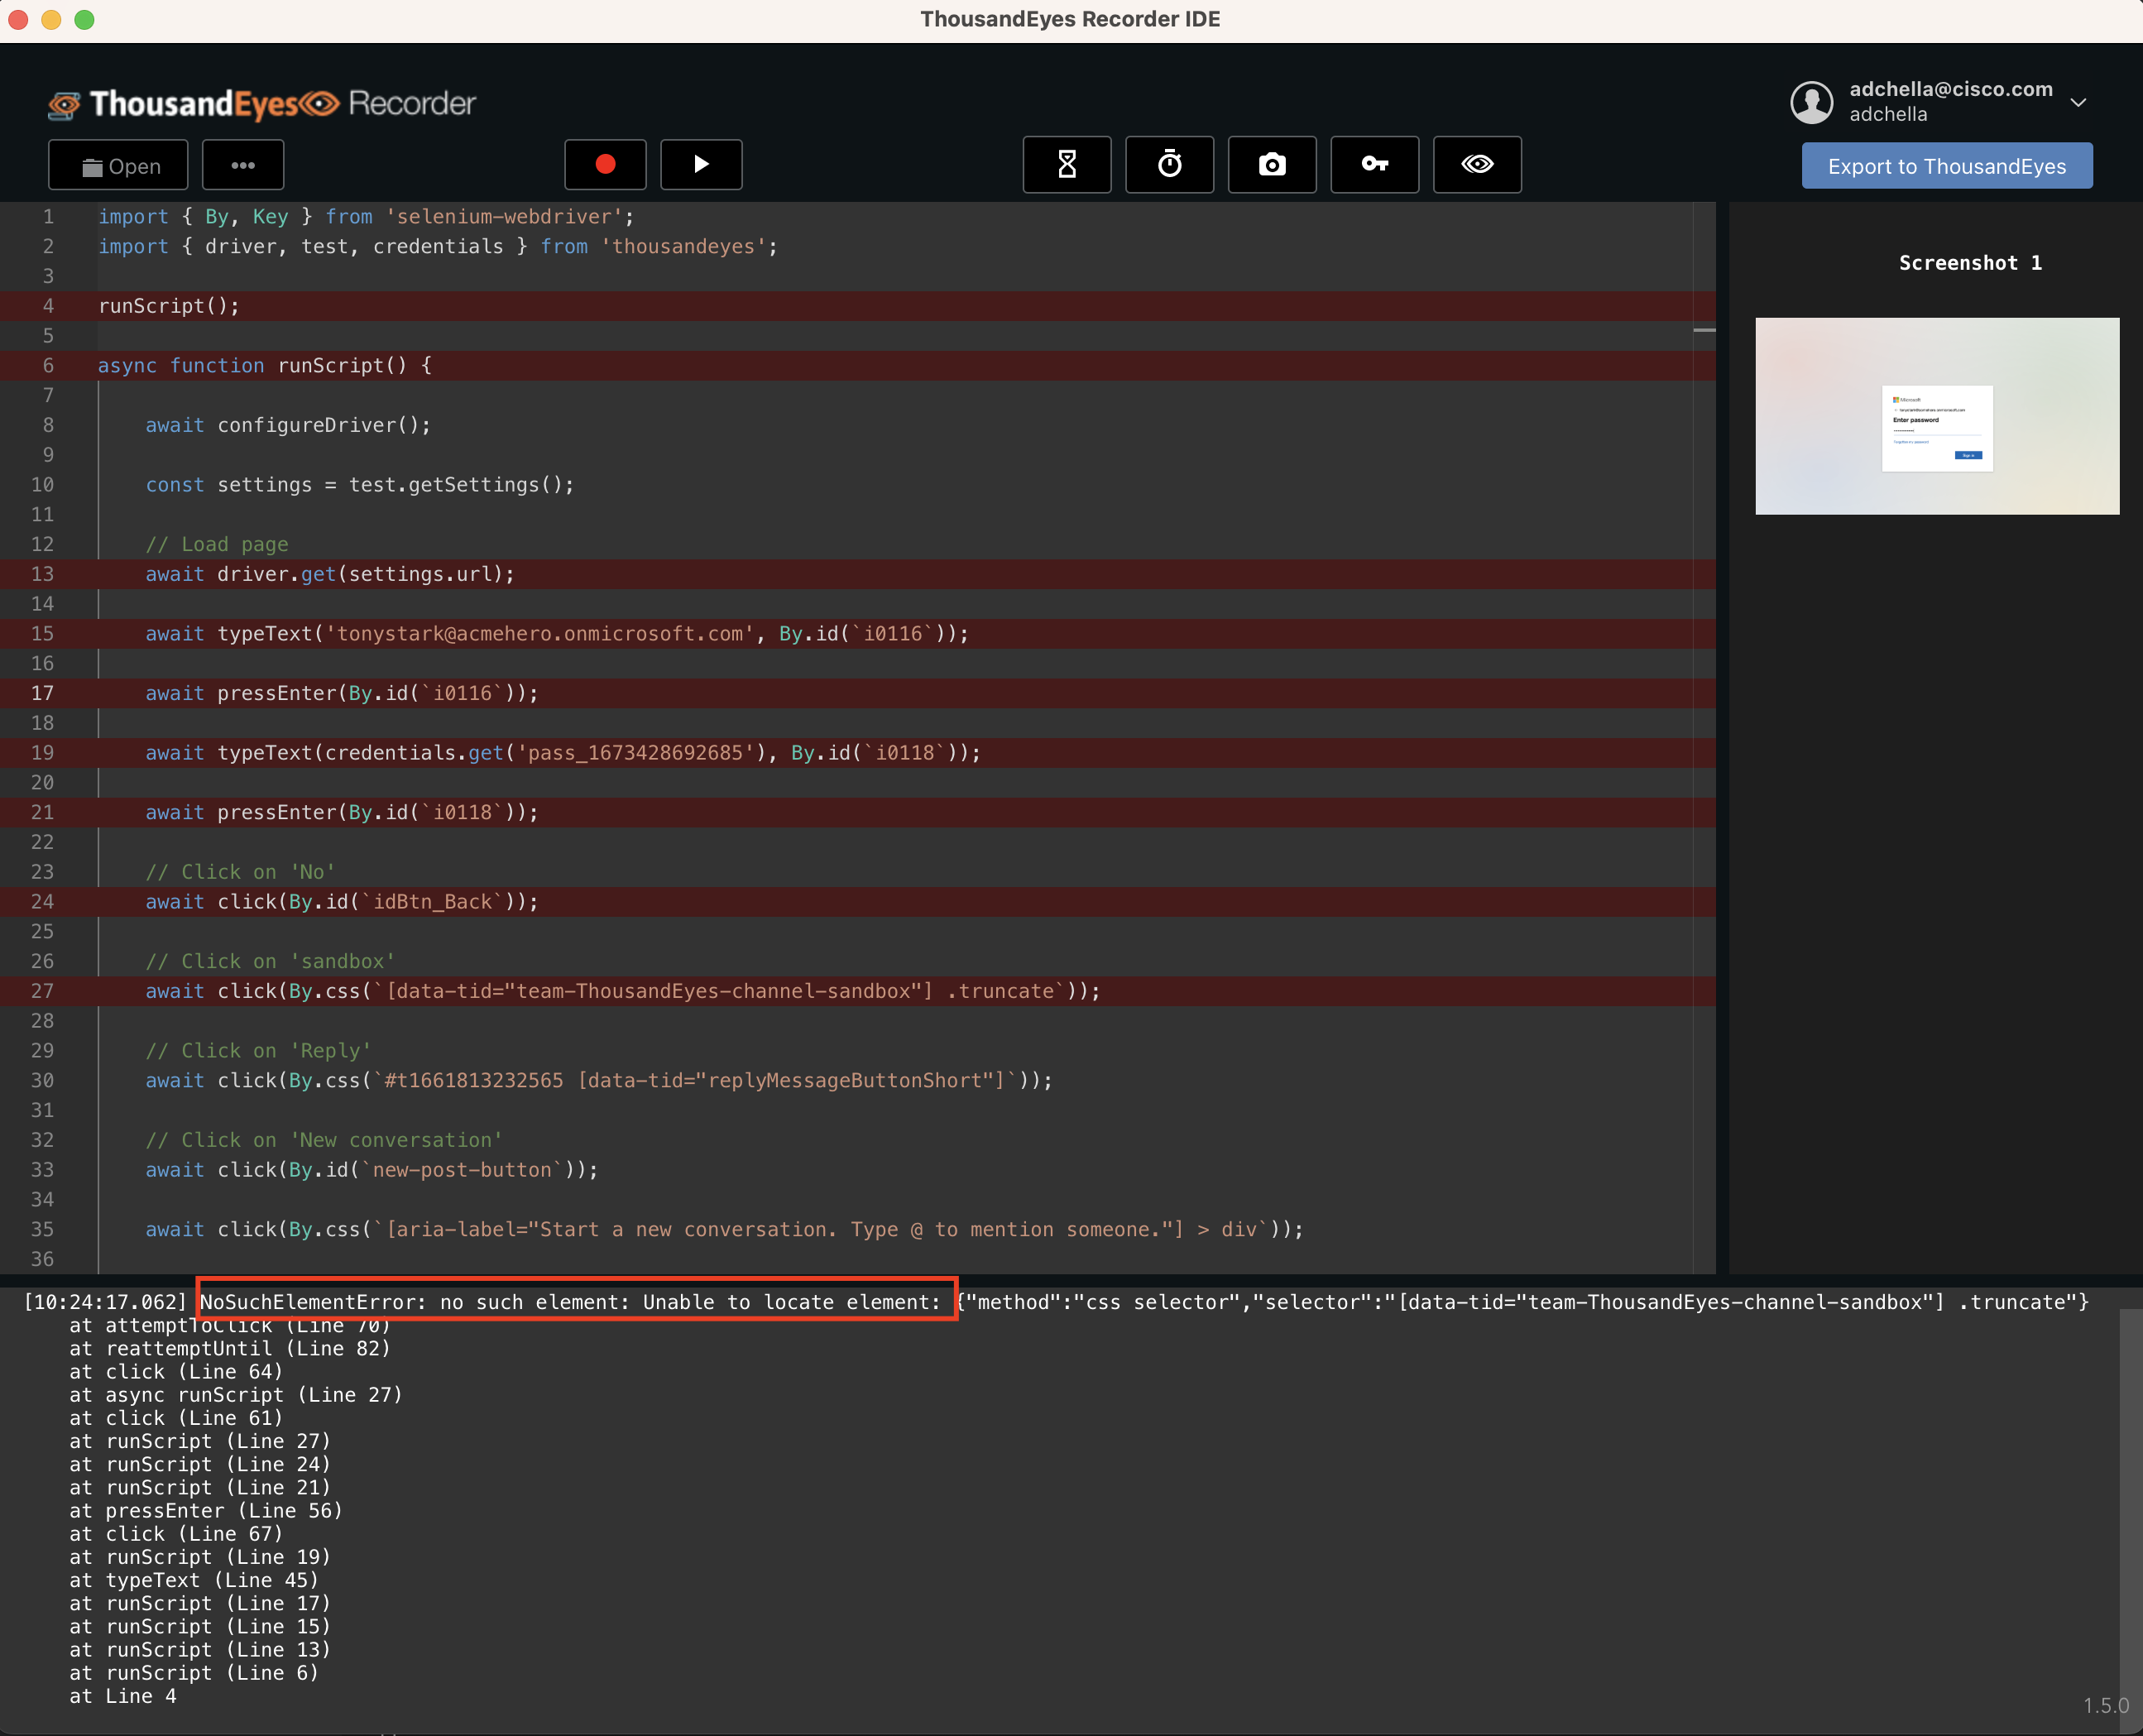 ThousandEyes Recorder IDE
ThousandEyes Recorder
adchella@cisco.com
adchella
Open
Export to ThousandEyes
1 import { By, Key } from 'selenium-webdriver';
2 import { driver, test, credentials } from 'thousandeyes';
3
4 runScript();
5
6 async function runScript() {
7
8 await configureDriver();
9
10 const settings = test.getSettings();
11
12 // Load page
13 await driver.get(settings.url);
14
15 await typeText('tonystark@acmehero.onmicrosoft.com', By.id(`i0116`));
16
17 await pressEnter(By.id(`i0116`));
18
19 await typeText(credentials.get('pass_1673428692685'), By.id(`i0118`));
20
21 await pressEnter(By.id(`i0118`));
22
23 // Click on 'No'
24 await click(By.id(`idBtn_Back`));
25
26 // Click on 'sandbox'
27 await click(By.css(`[data-tid="team-ThousandEyes-channel-sandbox"] .truncate`));
28
29 // Click on 'Reply'
30 await click(By.css(`#t1661813232565 [data-tid="replyMessageButtonShort"]`));
31
32 // Click on 'New conversation'
33 await click(By.id(`new-post-button`));
34
35 await click(By.css(`[aria-label="Start a new conversation. Type @ to mention someone."] > div`));
36
Screenshot 1
Microsoft
Enter password
Sign in
[10:24:17.062] NoSuchElementError: no such element: Unable to locate element: {"method":"css selector","selector":"[data-tid="team-ThousandEyes-channel-sandbox"] .truncate"}
at attemptToClick (Line 70)
at reattemptUntil (Line 82)
at click (Line 64)
at async runScript (Line 27)
at click (Line 61)
at runScript (Line 27)
at runScript (Line 24)
at runScript (Line 21)
at pressEnter (Line 56)
at click (Line 67)
at runScript (Line 19)
at typeText (Line 45)
at runScript (Line 17)
at runScript (Line 15)
at runScript (Line 13)
at runScript (Line 6)
at Line 4
1.5.0